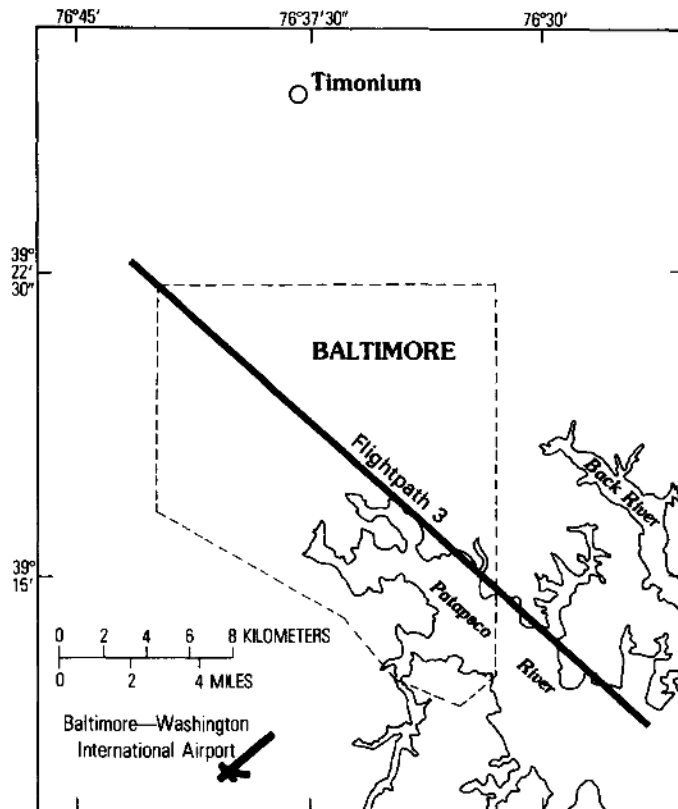 76°45′ 76°37′30″ 76°30′
Timonium
39°
22′
30″
BALTIMORE
Flightpath 3
Back River
39°
15′
Patapsco
River
0 2 4 6 8 KILOMETERS
0 2 4 MILES
Baltimore—Washington
International Airport